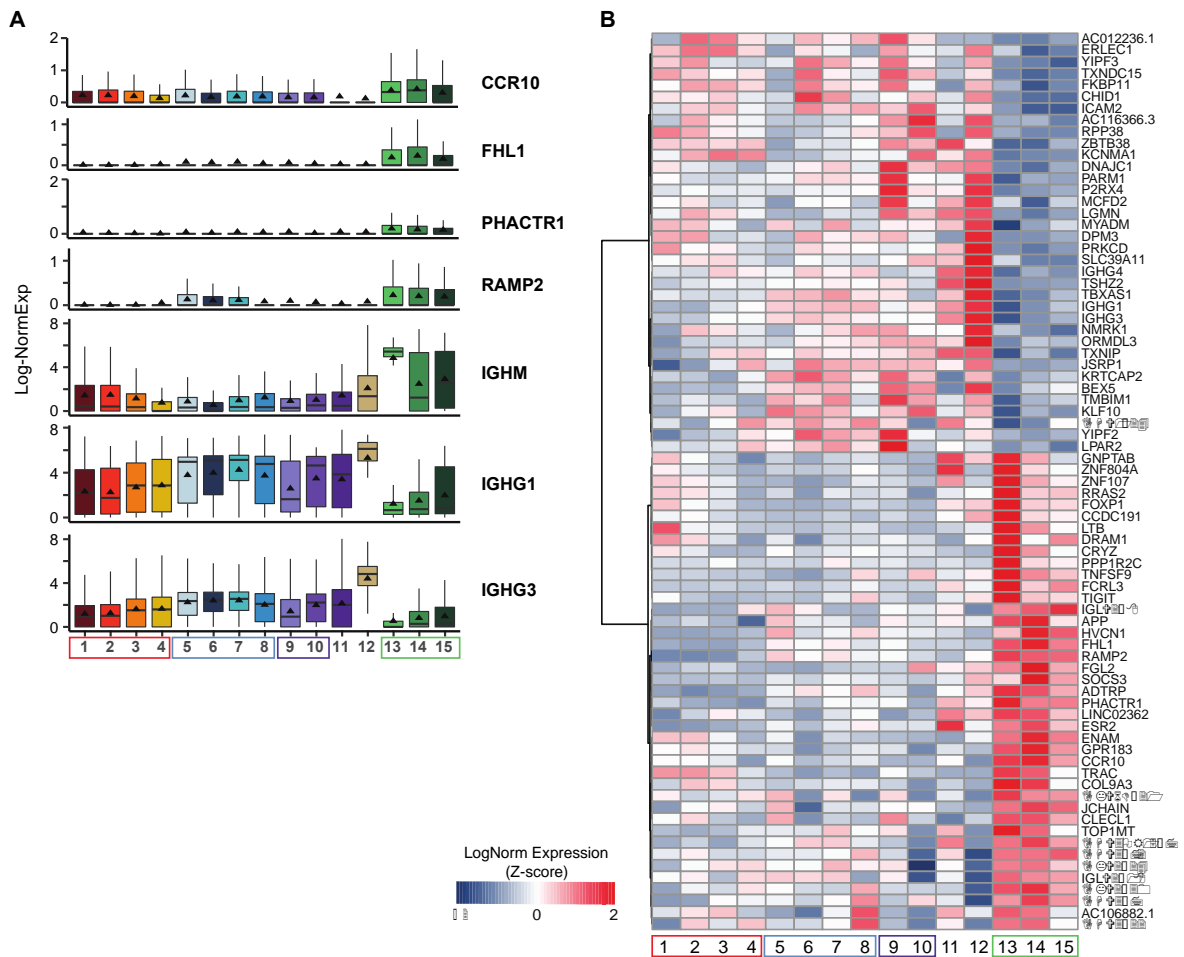 A
2
1
0
CCR10
1
0
FHL1
2
1
0
PHACTR1
1
0
RAMP2
8
4
0
IGHM
8
4
0
IGHG1
8
4
0
IGHG3
Log-NormExp
1 2 3 4 5 6 7 8 9 10 11 12 13 14 15
LogNorm Expression
(Z-score)
0 2
B
AC012236.1
ERLEC1
YIPF3
TXNDC15
FKBP11
CHID1
ICAM2
AC116366.3
RPP38
ZBTB38
KCNMA1
DNAJC1
PARM1
P2RX4
MCFD2
LGMN
MYADM
DPM3
PRKCD
SLC39A11
IGHG4
TSHZ2
TBXAS1
IGHG1
IGHG3
NMRK1
ORMDL3
TXNIP
JSRP1
KRTCAP2
BEX5
TMBIM1
KLF10
YIPF2
LPAR2
GNPTAB
ZNF804A
ZNF107
RRAS2
FOXP1
CCDC191
LTB
DRAM1
CRYZ
PPP1R2C
TNFSF9
FCRL3
TIGIT
IGL
APP
HVCN1
FHL1
RAMP2
FGL2
SOCS3
ADTRP
PHACTR1
LINC02362
ESR2
ENAM
GPR183
CCR10
TRAC
COL9A3
JCHAIN
CLECL1
TOP1MT
IGL
AC106882.1
1 2 3 4 5 6 7 8 9 10 11 12 13 14 15